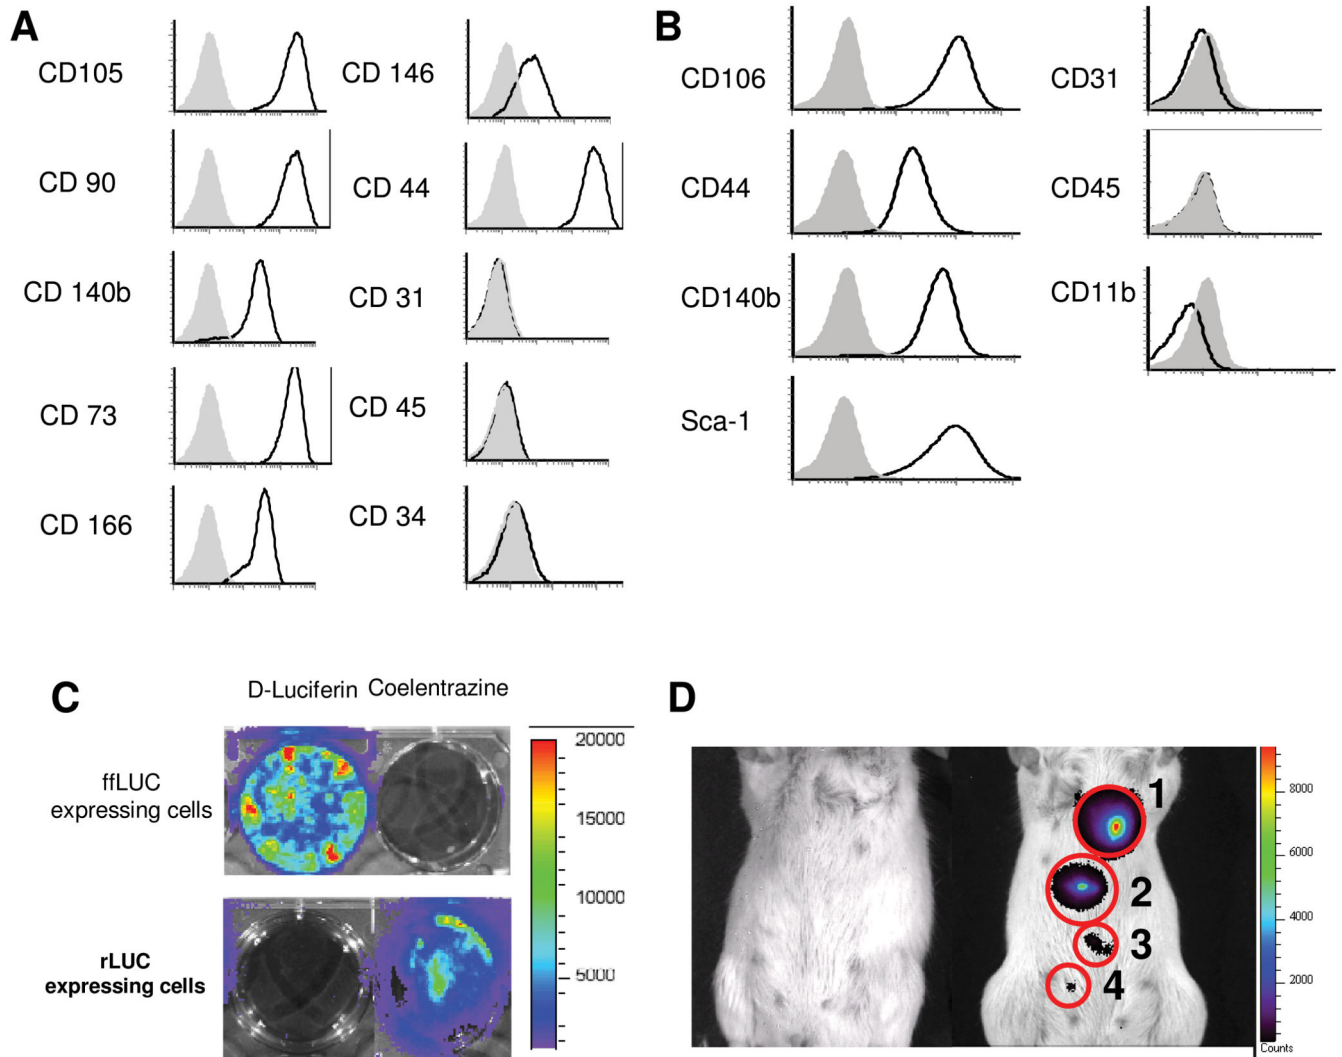 A
CD105
CD 146
CD 90
CD 44
CD 140b
CD 31
CD 73
CD 45
CD 166
CD 34
B
CD106
CD31
CD44
CD45
CD140b
CD11b
Sca-1
C
D-Luciferin Coelentrazine
ffLUC
expressing cells
rLUC
expressing cells
20000
15000
10000
5000
D
1
2
3
4
8000
6000
4000
2000
Counts